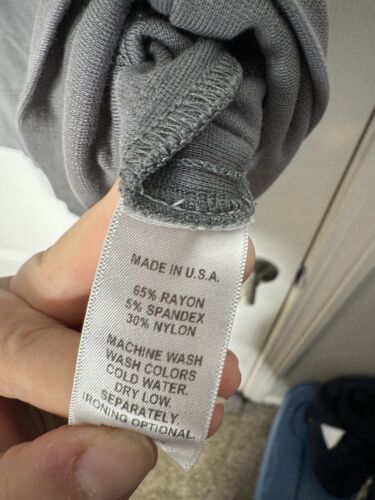 MADE IN U.S.A.
65% RAYON
5% SPANDEX
30% NYLON
MACHINE WASH
WASH COLORS
COLD WATER,
DRY LOW,
SEPARATELY,
IRONING OPTIONAL.